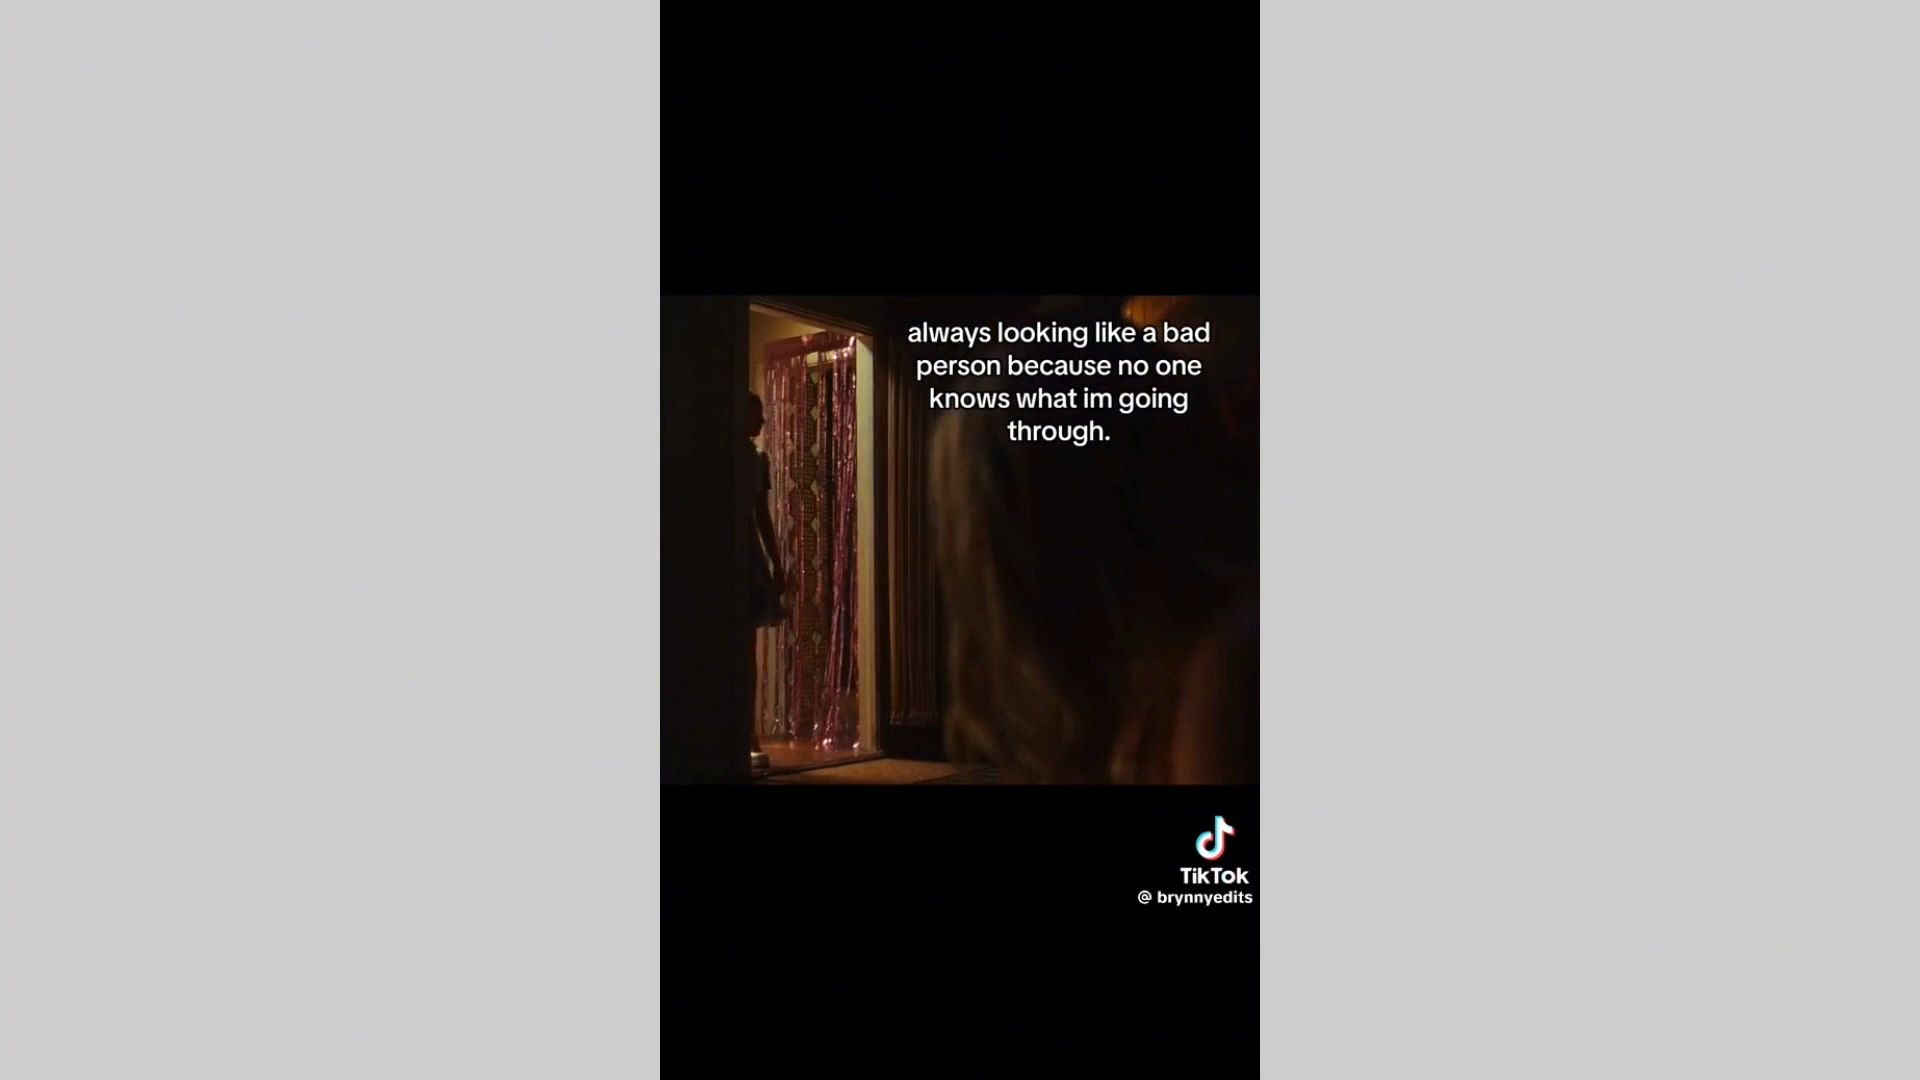 always looking like a bad
person because no one
knows what im going
through.
TikTok
@ brynnyedits